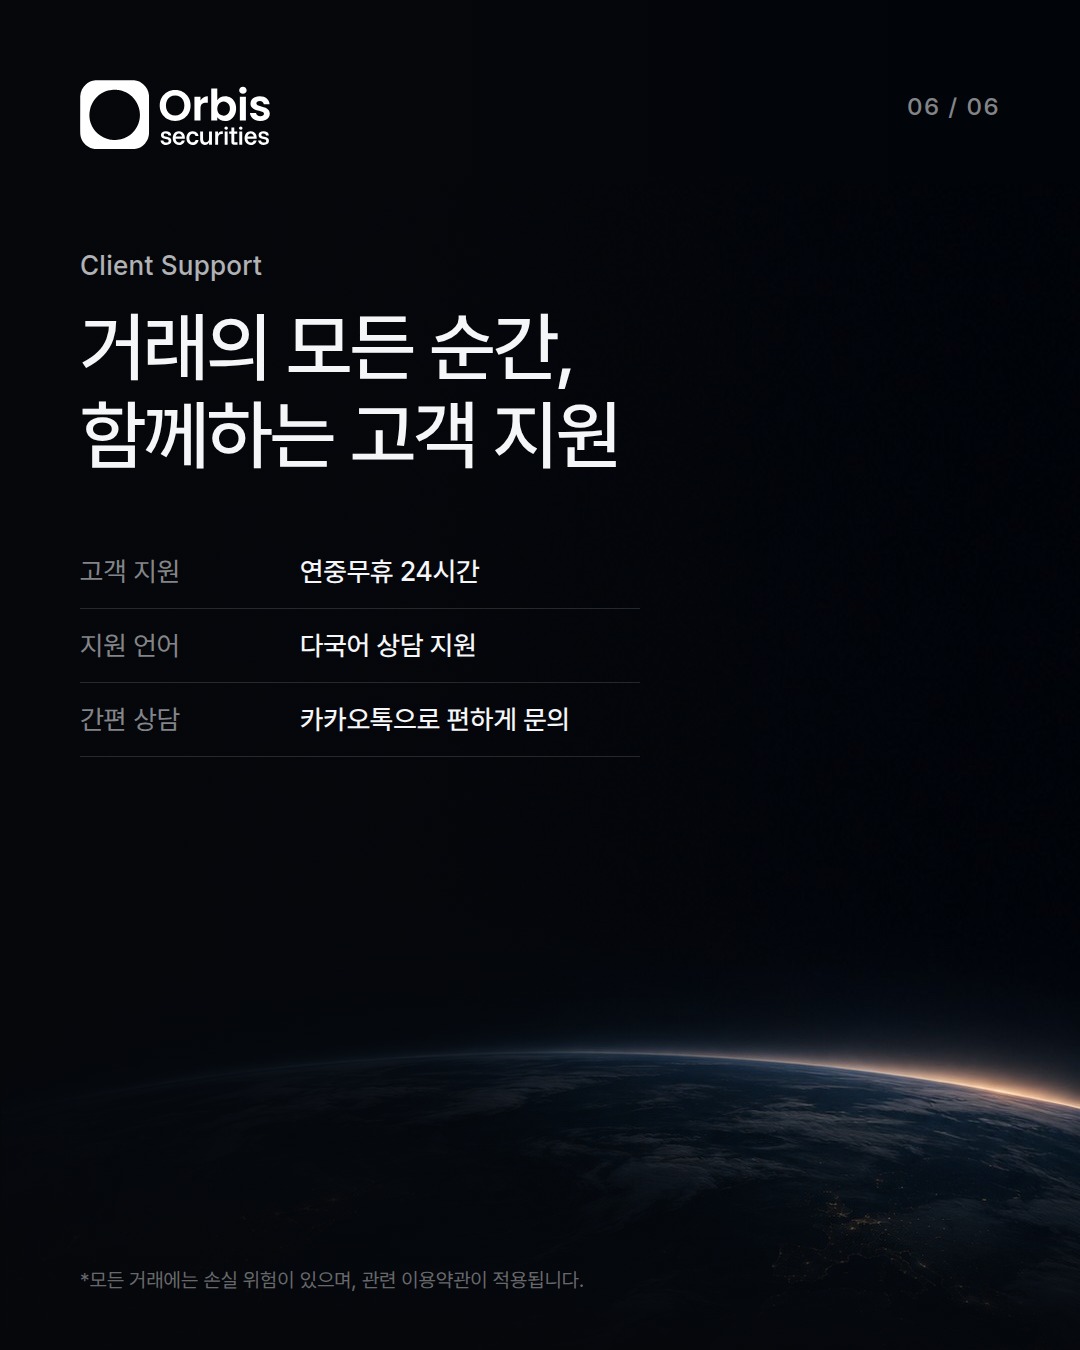 Orbis
securities
06 / 06
Client Support
거래의 모든 순간,
함께하는 고객 지원
고객 지원 연중무휴 24시간
지원 언어 다국어 상담 지원
간편 상담 카카오톡으로 편하게 문의
*모든 거래에는 손실 위험이 있으며, 관련 이용약관이 적용됩니다.